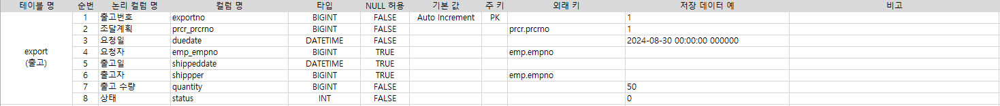 테이블 명 순번 논리 컬럼 명 컬럼 명 타입 NULL 허용 기본 값 주 키 외래 키 저장 데이터 예 비고
export
(출고)
1 출고번호 exportno BIGINT FALSE Auto Increment PK 1
2 조달계획 prcr_prcrno BIGINT FALSE prcr.prcrno 1
3 요청일 duedate DATETIME FALSE 2024-08-30 00:00:00 000000
4 요청자 emp_empno BIGINT TRUE emp.empno
5 출고일 shippeddate DATETIME TRUE
6 출고자 shippper BIGINT TRUE emp.empno
7 출고 수량 quantity BIGINT FALSE 50
8 상태 status INT FALSE 0